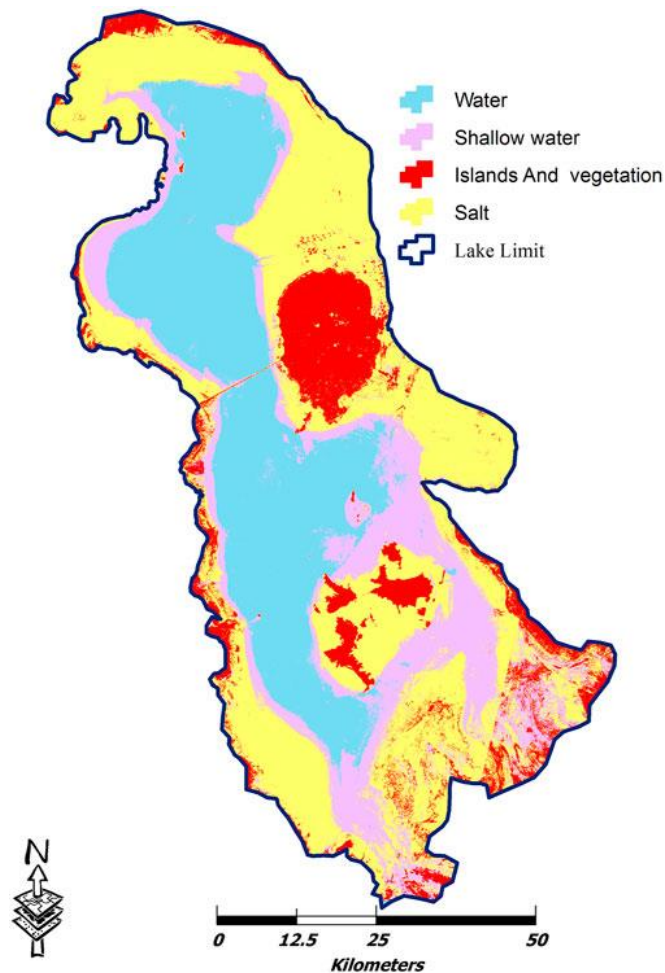 Water
Shallow water
Islands And vegetation
Salt
Lake Limit
N
0 12.5 25 50
Kilometers